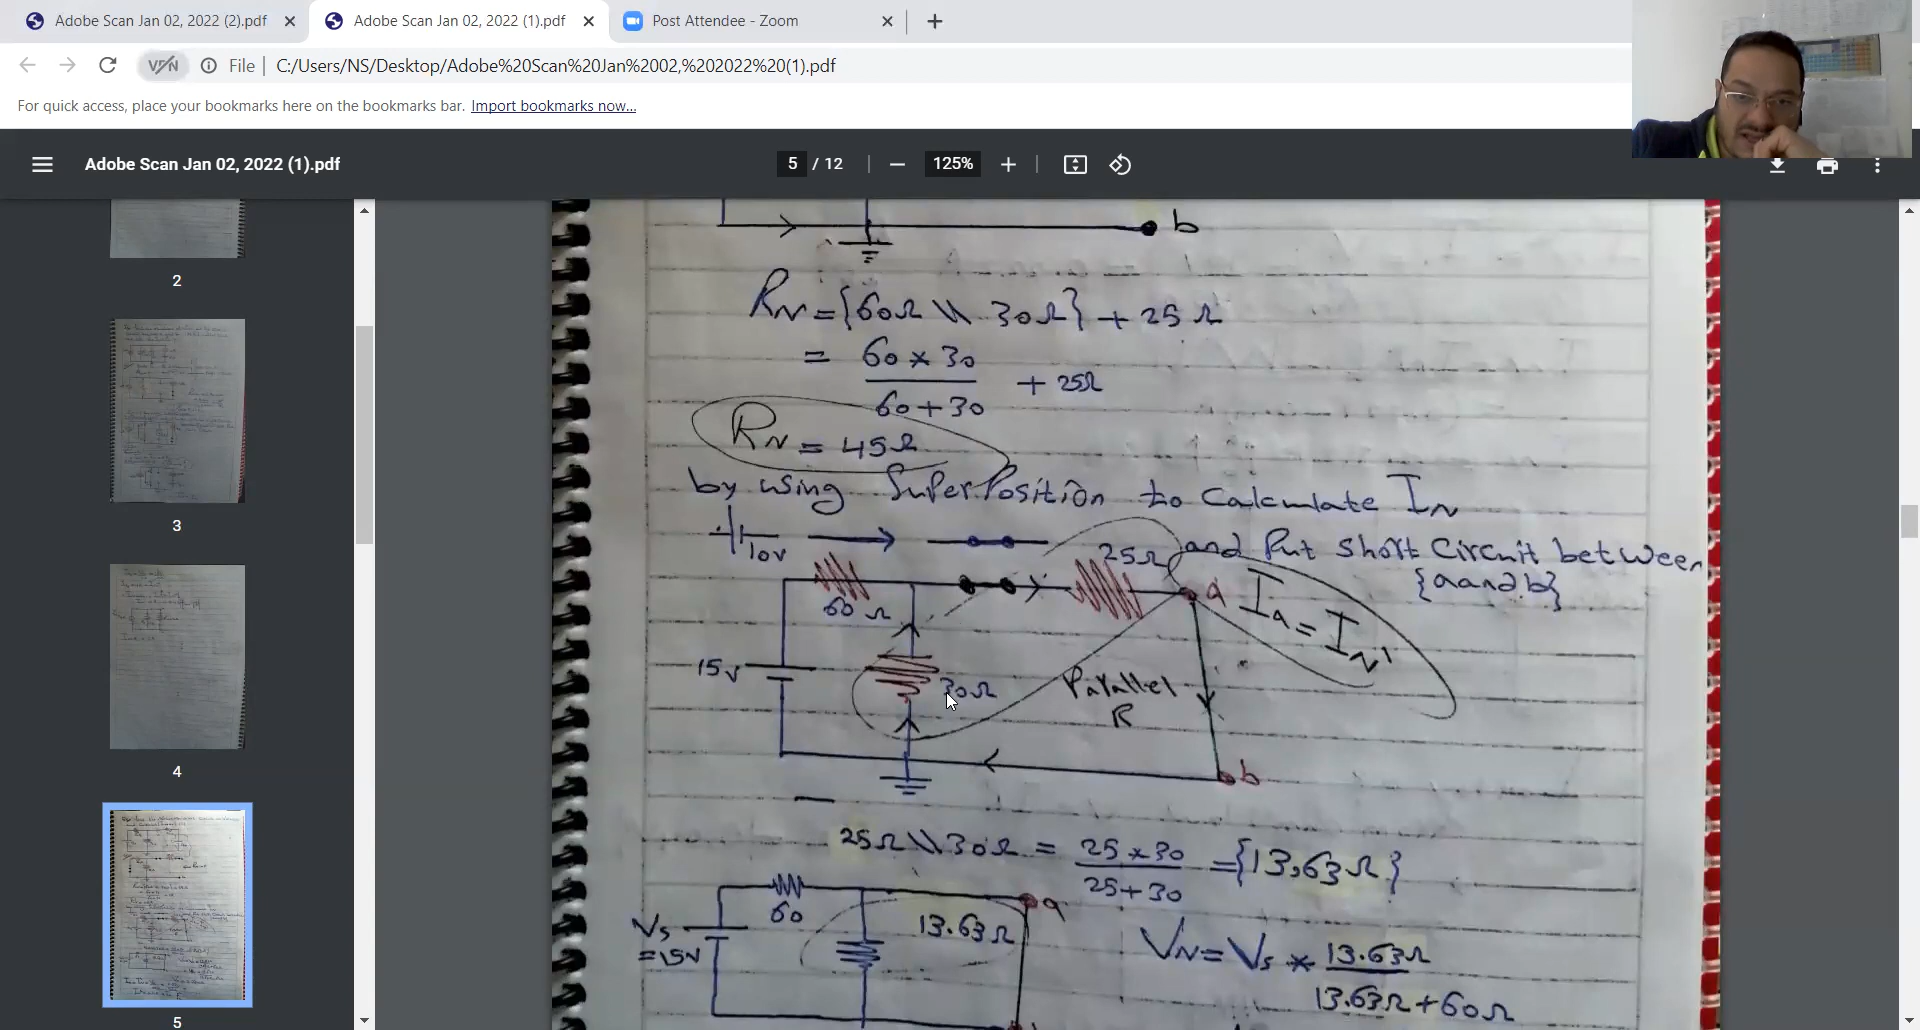 Adobe Scan Jan 02, 2022 (2).pdf
Adobe Scan Jan 02, 2022 (1).pdf
Post Attendee - Zoom
VPN
File
C:/Users/NS/Desktop/Adobe%20Scan%20Jan%2002,%202022%20(1).pdf
For quick access, place your bookmarks here on the bookmarks bar. Import bookmarks now...
Adobe Scan Jan 02, 2022 (1).pdf
5 / 12
125%
2
3
4
5
b
RN = {60Ω \\ 30Ω} + 25 Ω
= 60 * 30
60 + 30
+ 25Ω
RN = 45Ω
by using SuperPosition to Calculate IN
10v
25Ω
and Put Short Circuit between
{a and b}
60 Ω
a
Ia = IN'
15v
30Ω
Parallel
R
b
25Ω \\ 30Ω = 25 * 30
25 + 30
= {13,63Ω}
60
a
13.63Ω
Vs
= 15V
VN = Vs * 13.63Ω
13.63Ω + 60Ω